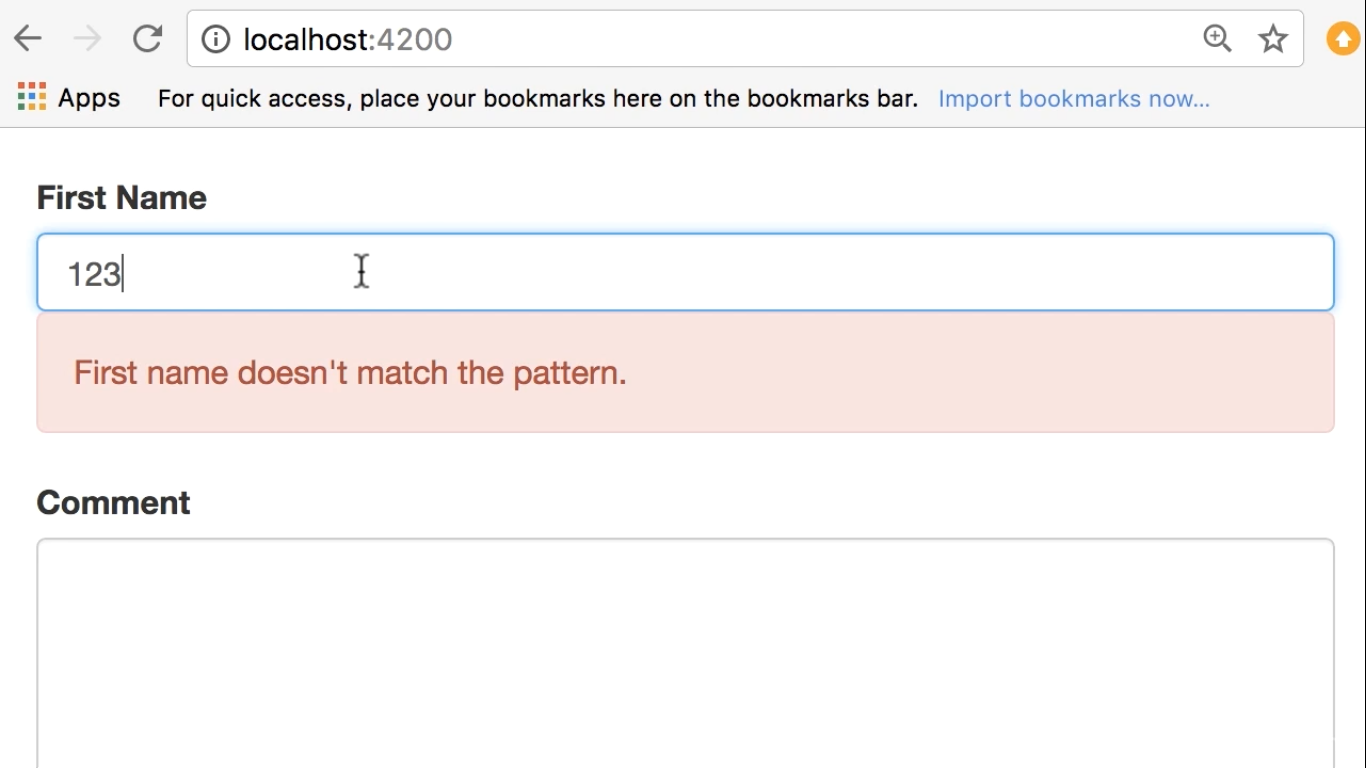 localhost:4200
Apps For quick access, place your bookmarks here on the bookmarks bar. Import bookmarks now...
First Name
123
First name doesn't match the pattern.
Comment